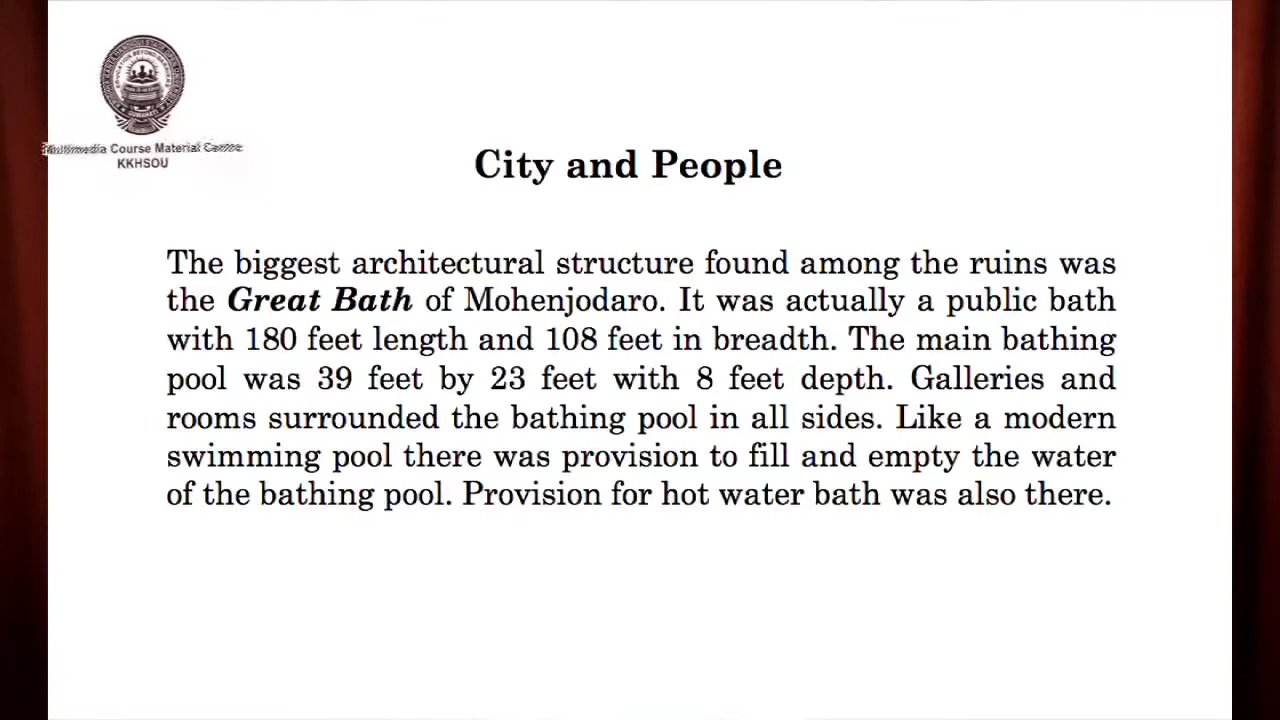 Multimedia Course Material Centre
KKHSOU
City and People
The biggest architectural structure found among the ruins was
the Great Bath of Mohenjodaro. It was actually a public bath
with 180 feet length and 108 feet in breadth. The main bathing
pool was 39 feet by 23 feet with 8 feet depth. Galleries and
rooms surrounded the bathing pool in all sides. Like a modern
swimming pool there was provision to fill and empty the water
of the bathing pool. Provision for hot water bath was also there.